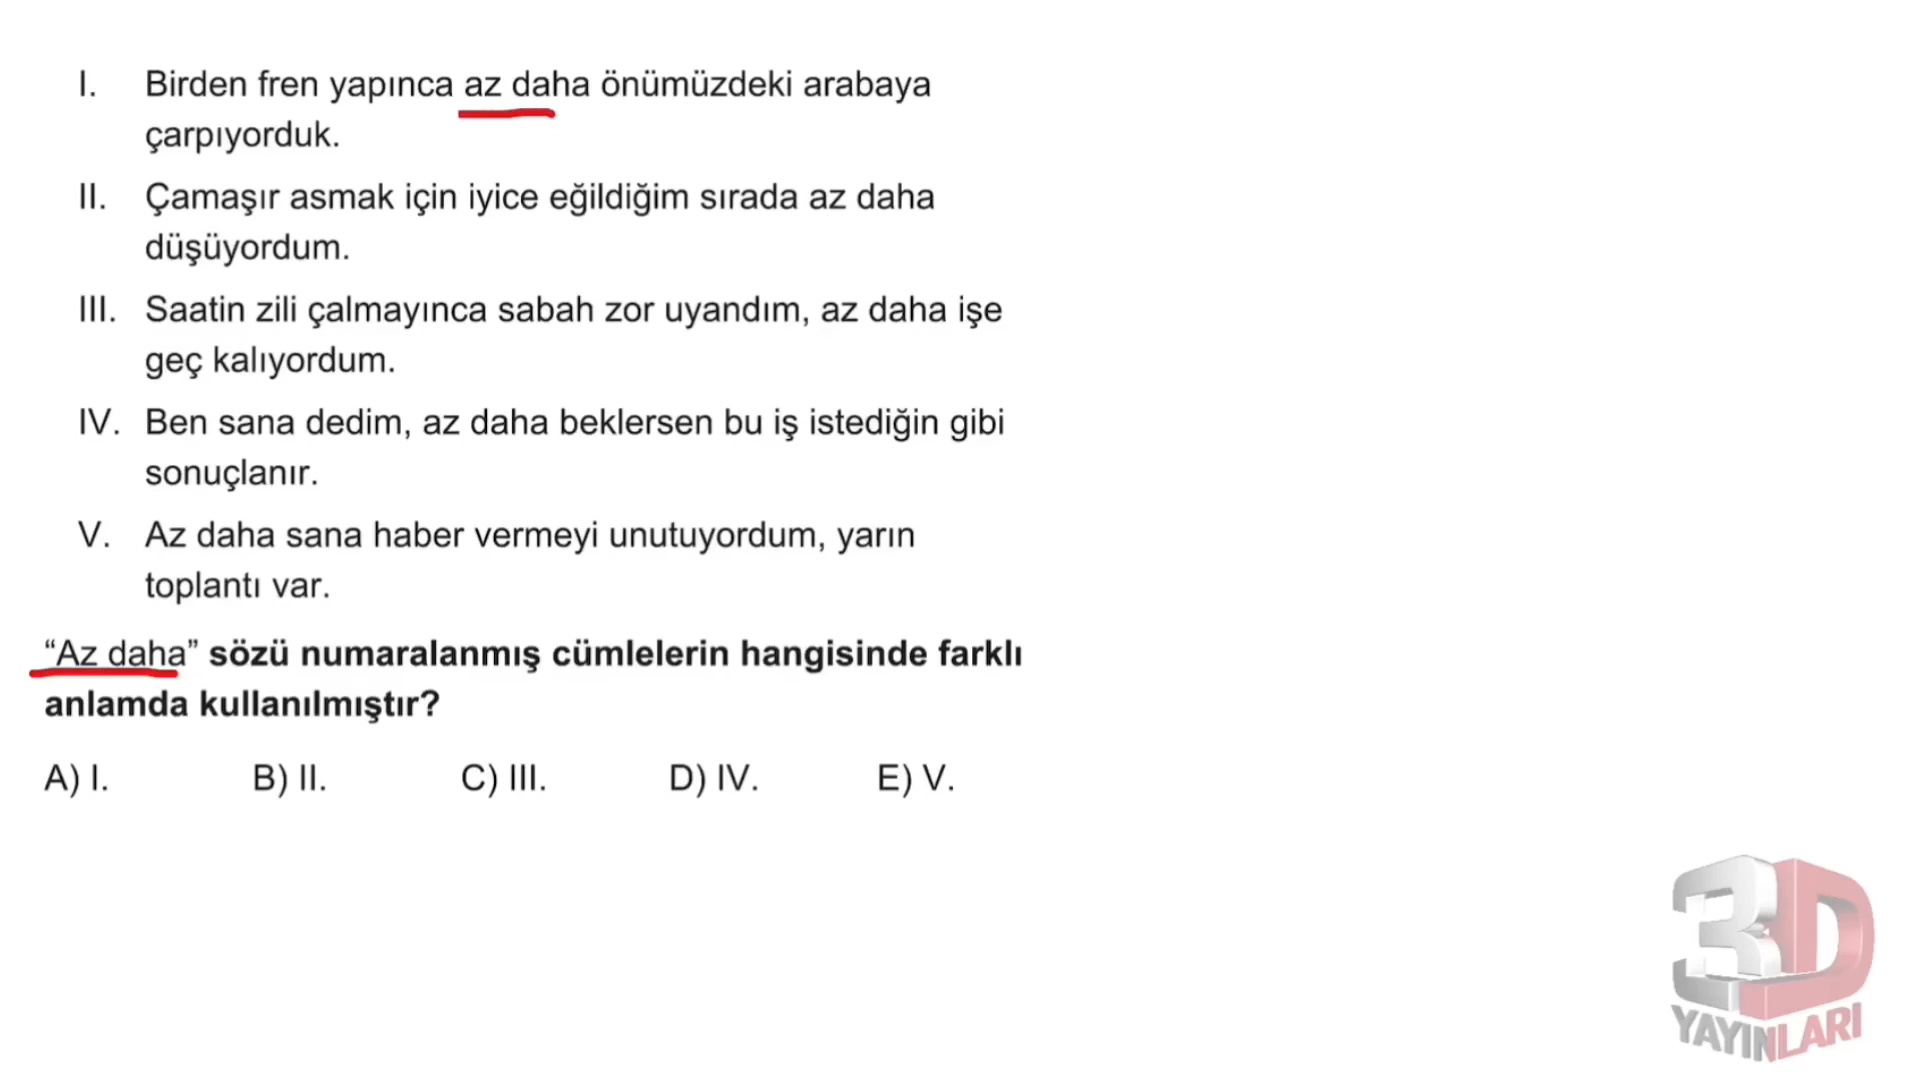 I. Birden fren yapınca az daha önümüzdeki arabaya
çarpıyorduk.
II. Çamaşır asmak için iyice eğildiğim sırada az daha
düşüyordum.
III. Saatin zili çalmayınca sabah zor uyandım, az daha işe
geç kalıyordum.
IV. Ben sana dedim, az daha beklersen bu iş istediğin gibi
sonuçlanır.
V. Az daha sana haber vermeyi unutuyordum, yarın
toplantı var.
“Az daha” sözü numaralanmış cümlelerin hangisinde farklı
anlamda kullanılmıştır?
A) I. B) II. C) III. D) IV. E) V.
3D
YAYINLARI